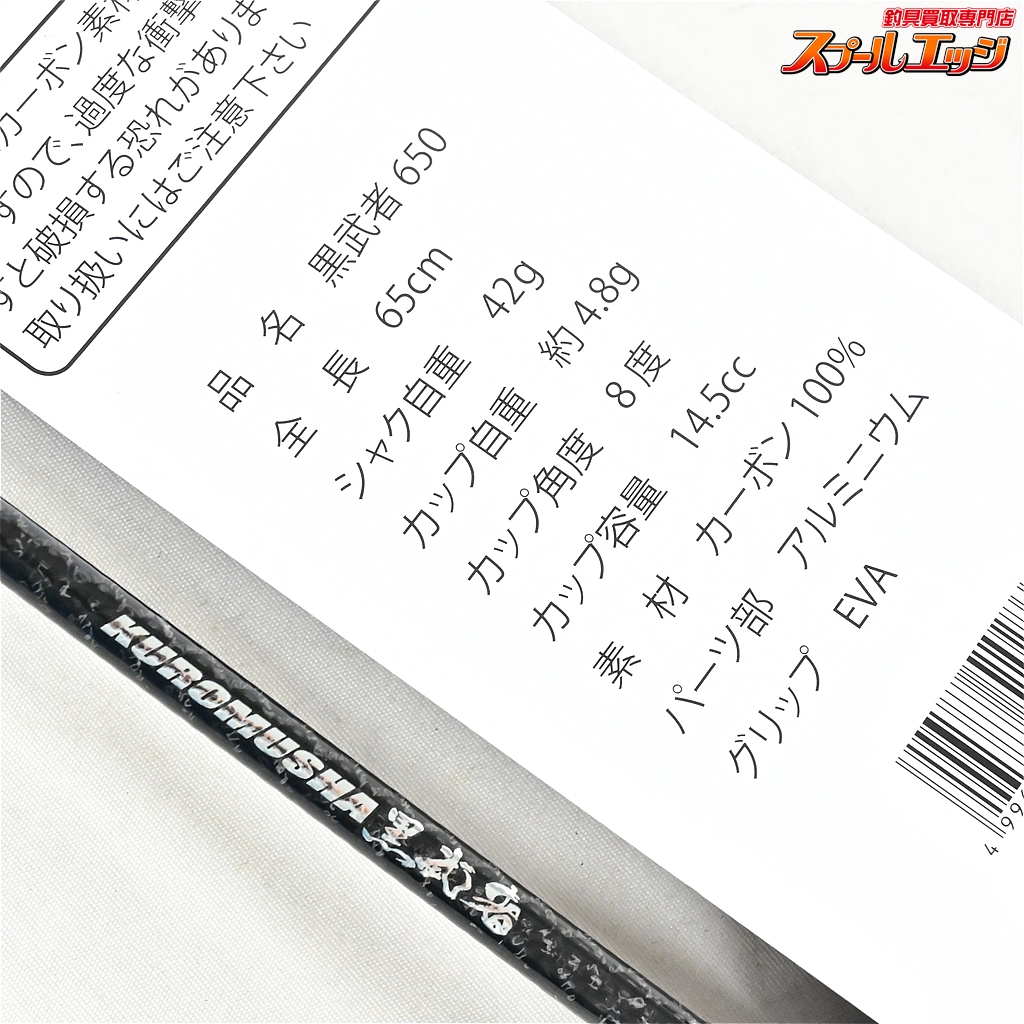 釣具買取専門店
スプールエッジ
カーボン素材
すので、過度な衝撃
すと破損する恐れがありま
取り扱いにはご注意下さい
品名 黒武者 650
全長 65cm
シャク自重 42g
カップ自重 約 4.8g
カップ角度 8 度
カップ容量 14.5cc
素材 カーボン 100%
パーツ部 アルミニウム
グリップ EVA
KUROMUSHA 黒武者